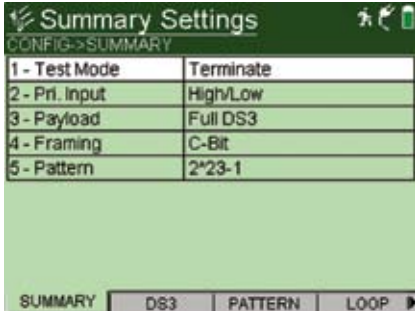 Summary Settings
CONFIG->SUMMARY
1 - Test Mode Terminate
2 - Pri. Input High/Low
3 - Payload Full DS3
4 - Framing C-Bit
5 - Pattern 2^23-1
SUMMARY DS3 PATTERN LOOP